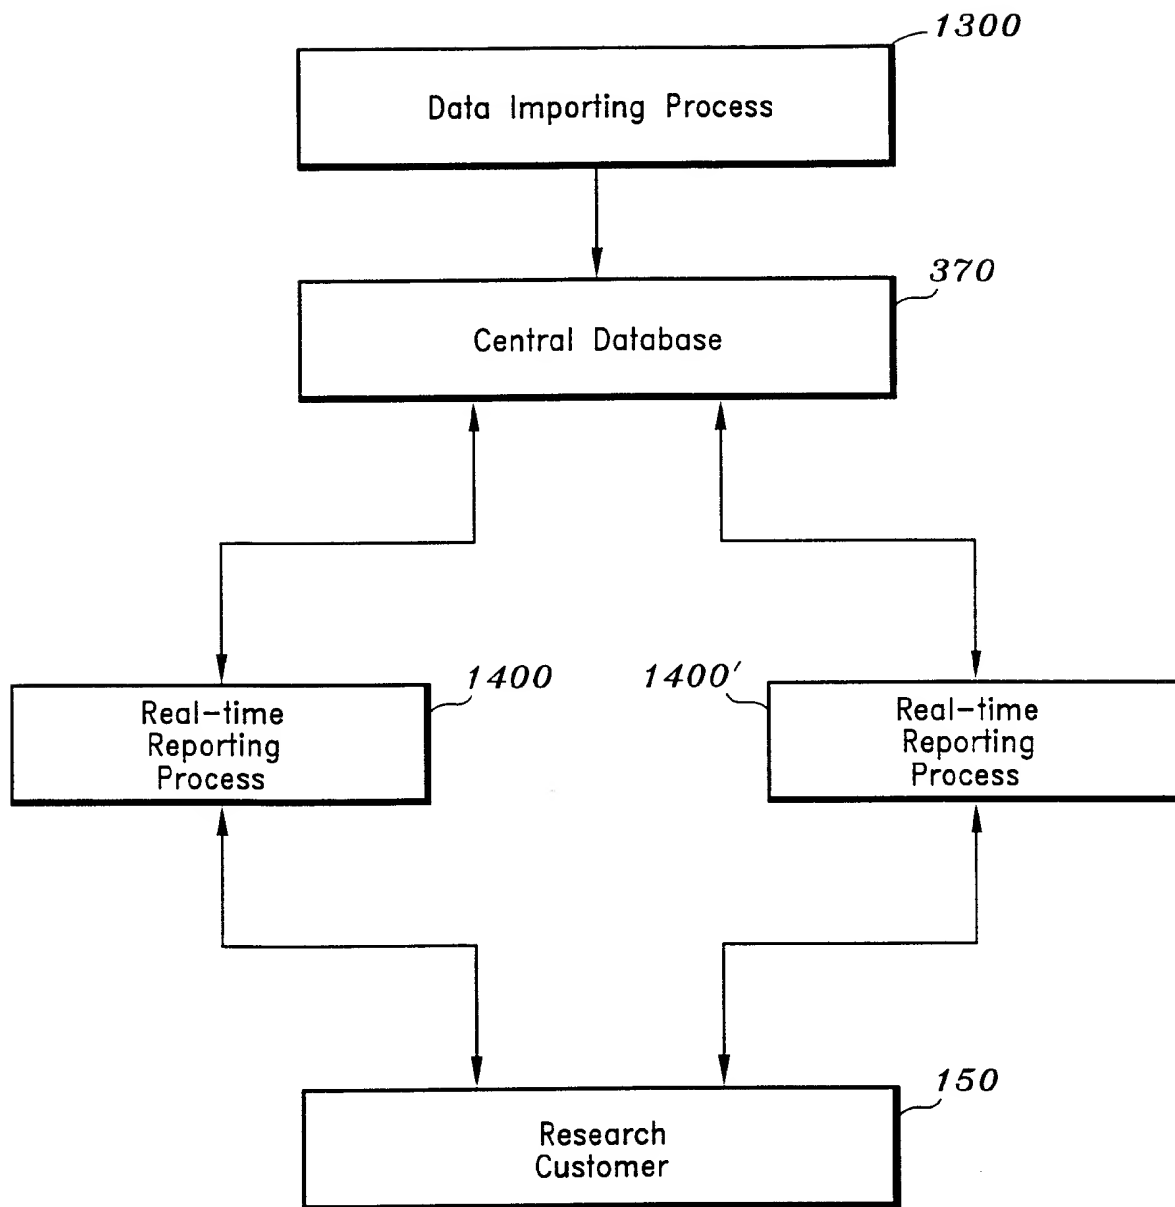 1300
Data Importing Process
370
Central Database
1400
1400'
Real-time
Reporting
Process
Real-time
Reporting
Process
150
Research
Customer